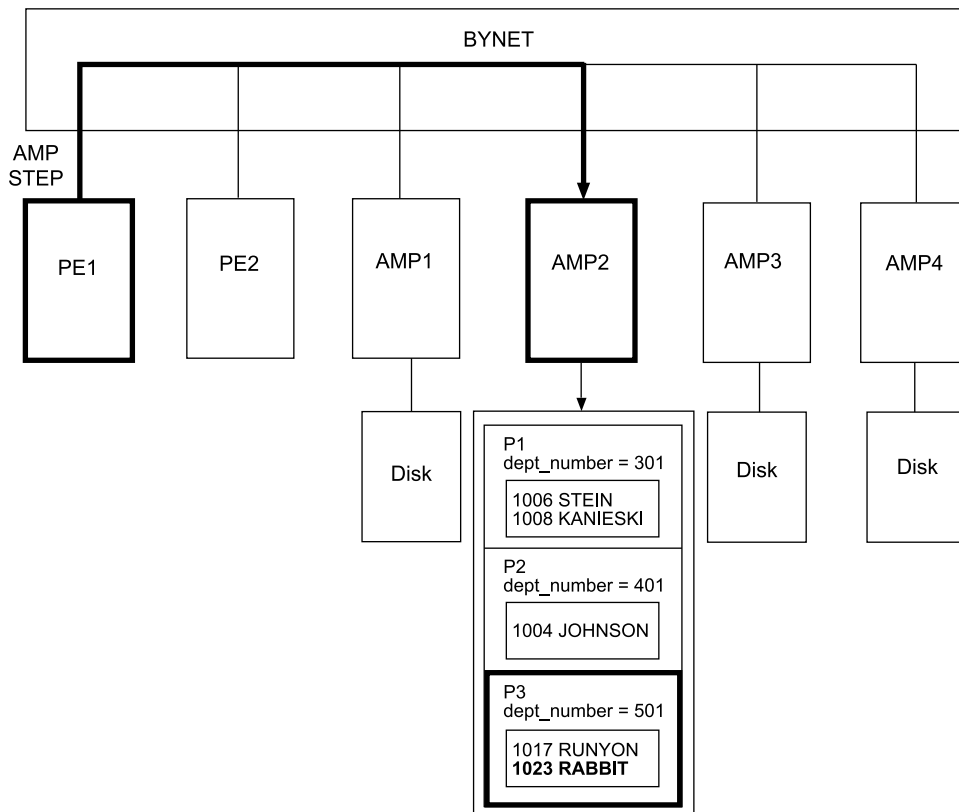 BYNET
AMP
STEP
PE1
PE2
AMP1
AMP2
AMP3
AMP4
Disk
Disk
Disk
P1
dept_number = 301
1006 STEIN
1008 KANIESKI
P2
dept_number = 401
1004 JOHNSON
P3
dept_number = 501
1017 RUNYON
1023 RABBIT